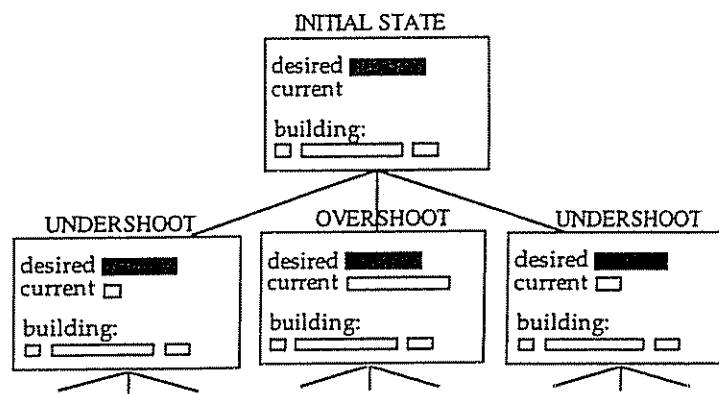 INITIAL STATE
desired
current
building:
UNDERSHOOT
OVERSHOOT
UNDERSHOOT
desired
current
building:
desired
current
building:
desired
current
building: